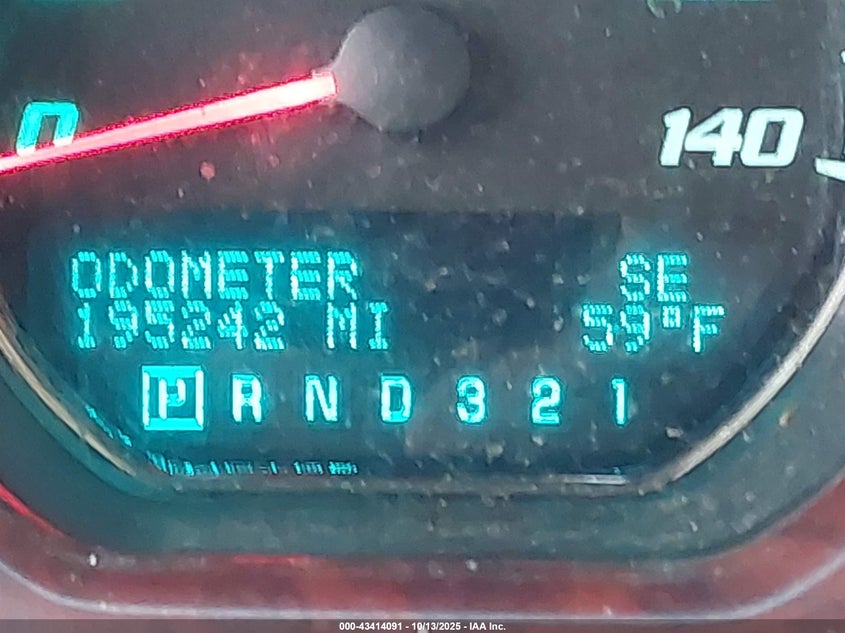 0
140
ODOMETER SE
195242 MI 59°F
P R N D 3 2 1
000-43414091 - 10/13/2025 - IAA Inc.